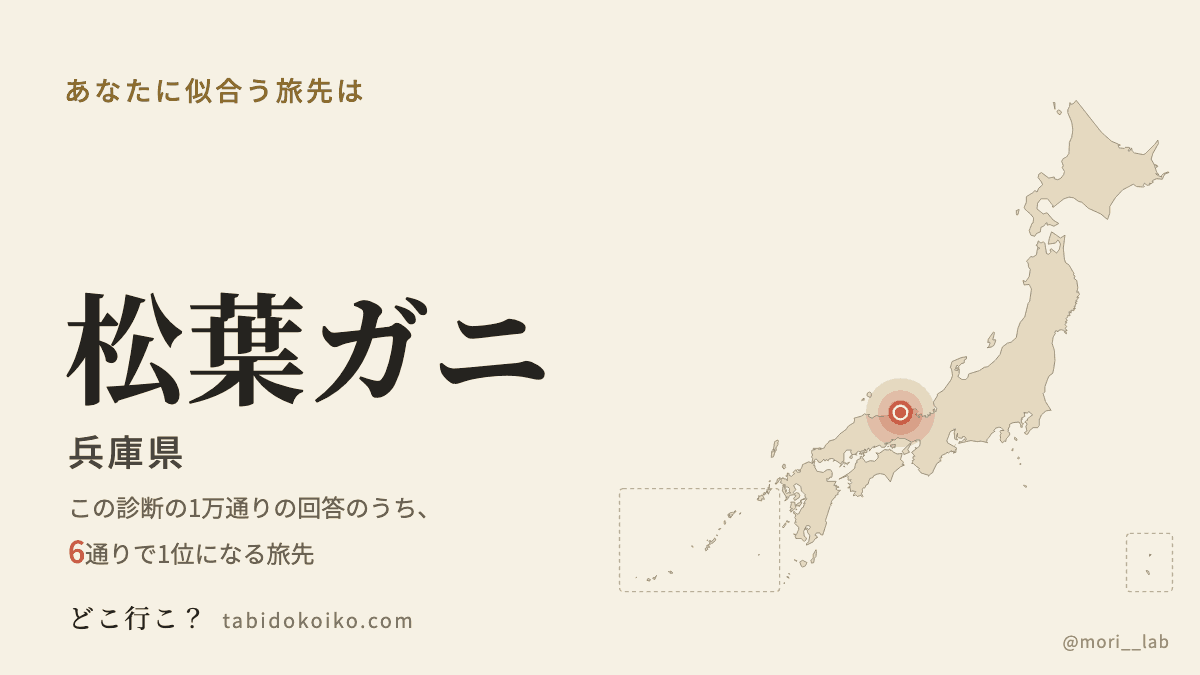 あなたに似合う旅先は
松葉ガニ
兵庫県
この診断の1万通りの回答のうち、
6通りで1位になる旅先
どこ行こ？ tabidokoiko.com
@mori__lab